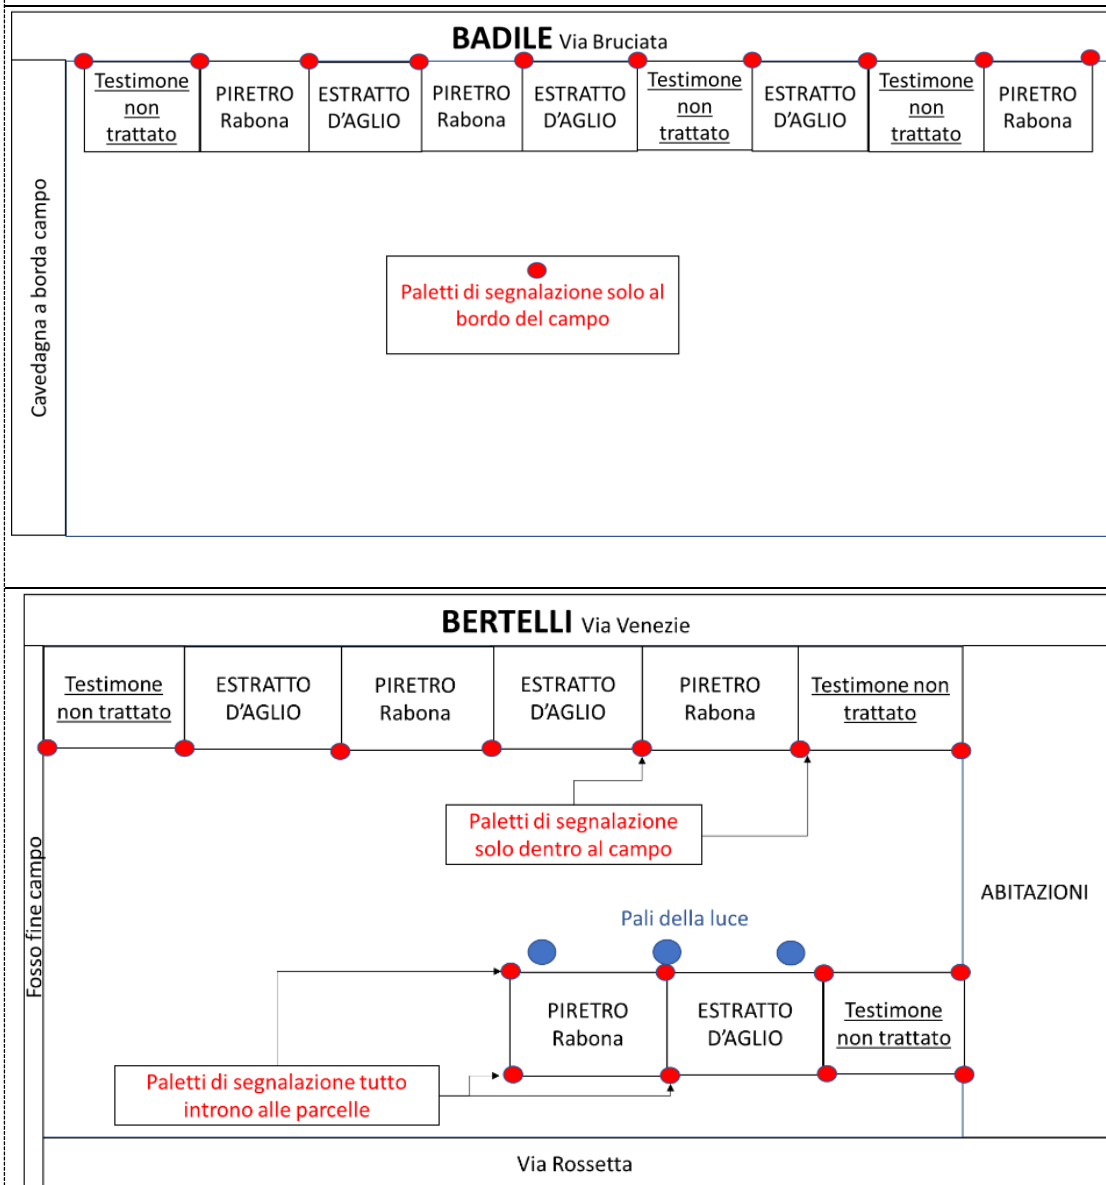 BADILE Via Bruciata
Testimone
non
trattato
PIRETRO
Rabona
ESTRATTO
D'AGLIO
PIRETRO
Rabona
ESTRATTO
D'AGLIO
Testimone
non
trattato
ESTRATTO
D'AGLIO
Testimone
non
trattato
PIRETRO
Rabona
Cavedagna a borda campo
Paletti di segnalazione solo al
bordo del campo
BERTELLI Via Venezie
Testimone
non trattato
ESTRATTO
D'AGLIO
PIRETRO
Rabona
ESTRATTO
D'AGLIO
PIRETRO
Rabona
Testimone non
trattato
Paletti di segnalazione
solo dentro al campo
Fosso fine campo
ABITAZIONI
Pali della luce
PIRETRO
Rabona
ESTRATTO
D'AGLIO
Testimone
non trattato
Paletti di segnalazione tutto
introno alle parcelle
Via Rossetta